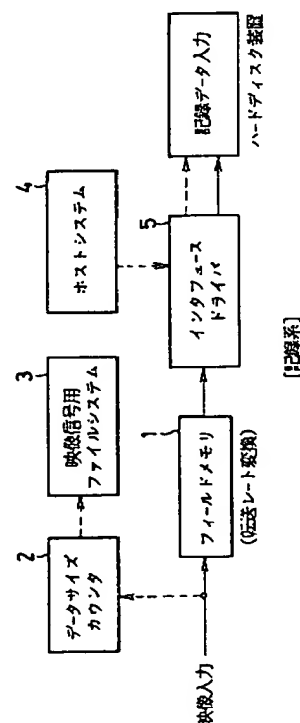 2
データサイズ
カウンタ
3
映像信号用
ファイルシステム
4
ホストシステム
映像入力
1
フィールドメモリ
(転送レート変換)
5
インタフェース
ドライバ
記録データ入力
ハードディスク装置
[記録系]